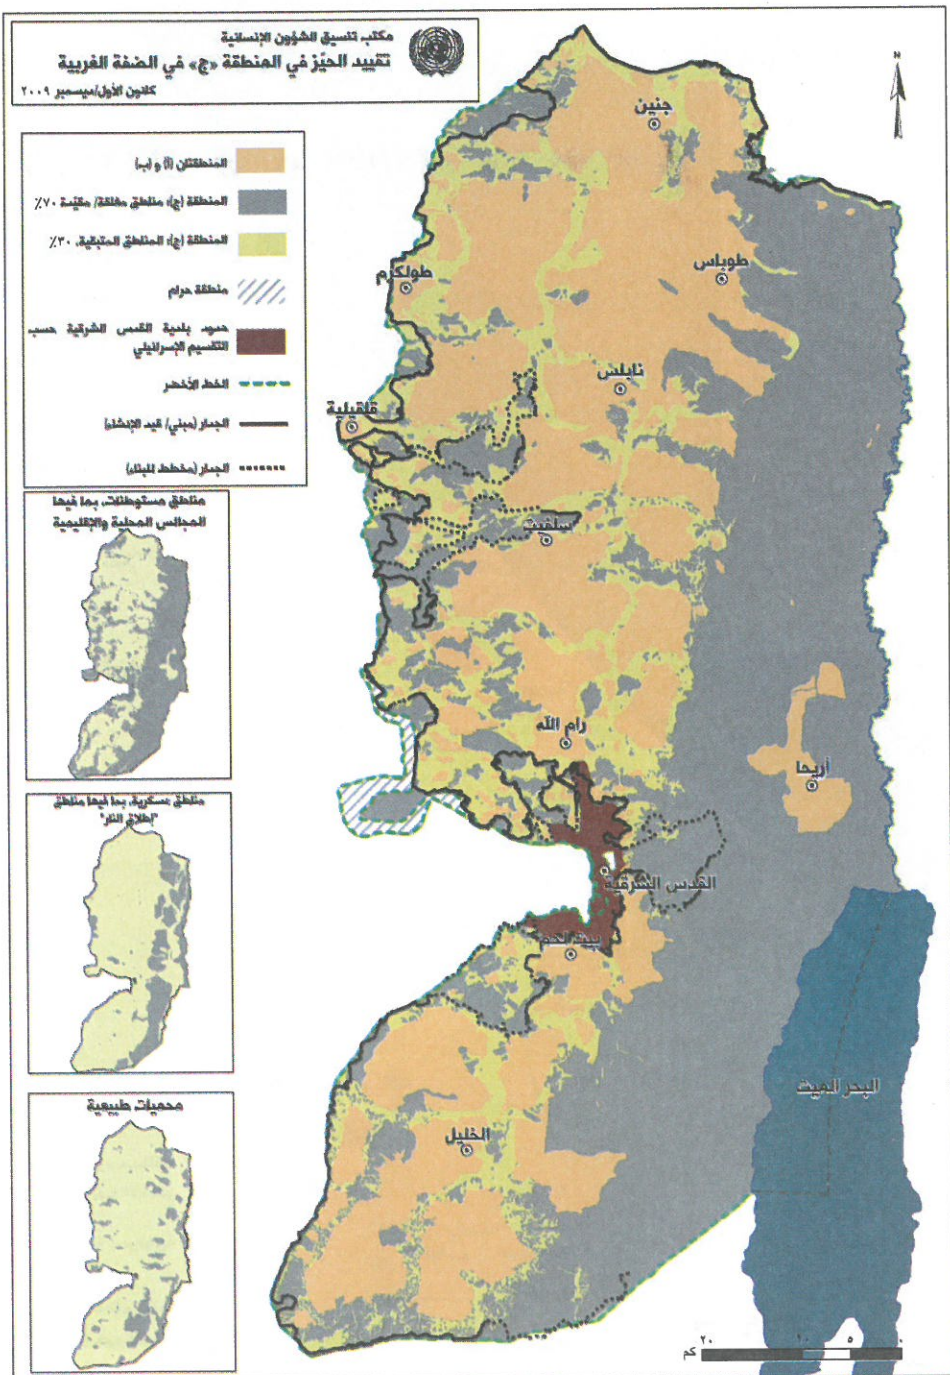 مكتب تنسيق الشؤون الإنسانية
تقييد الحيّز في المنطقة «ج» في الضفة الغربية
كانون الأول/ديسمبر ٢٠٠٩
N
المنطقتان (أ) و (ب)
المنطقة (ج): مناطق مغلقة/ مقيّدة ٧٠٪
المنطقة (ج): المناطق المتبقية، ٣٠٪
منطقة حرام
حدود بلدية القدس الشرقية حسب
التقسيم الإسرائيلي
الخط الأخضر
الجدار (مبني/ قيد الإنشاء)
الجدار (مخطط للبناء)
مناطق مستوطنات، بما فيها
المجالس المحلية والإقليمية
مناطق عسكرية، بما فيها مناطق
"إطلاق النار"
محميات طبيعية
جنين
طوباس
طولكرم
نابلس
قلقيلية
سلفيت
رام الله
أريحا
القدس الشرقية
بيت لحم
الخليل
البحر الميت
٢٠ ١٠ ٥ ٠
كم